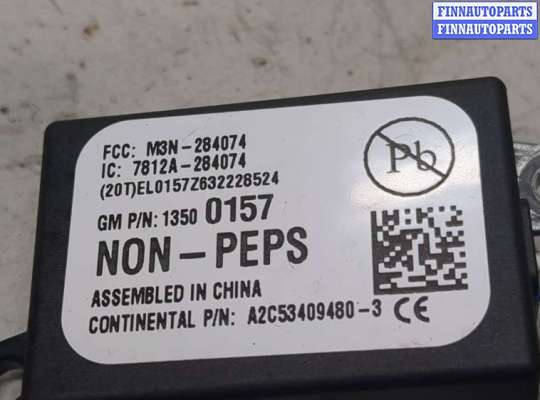 FINNAUTOPARTS
FINNAUTOPARTS
FCC: M3N-284074
IC: 7812A-284074
(20T)EL0157Z632228524
Pb
GM P/N: 1350 0157
NON-PEPS
ASSEMBLED IN CHINA
CONTINENTAL P/N: A2C53409480-3 CE